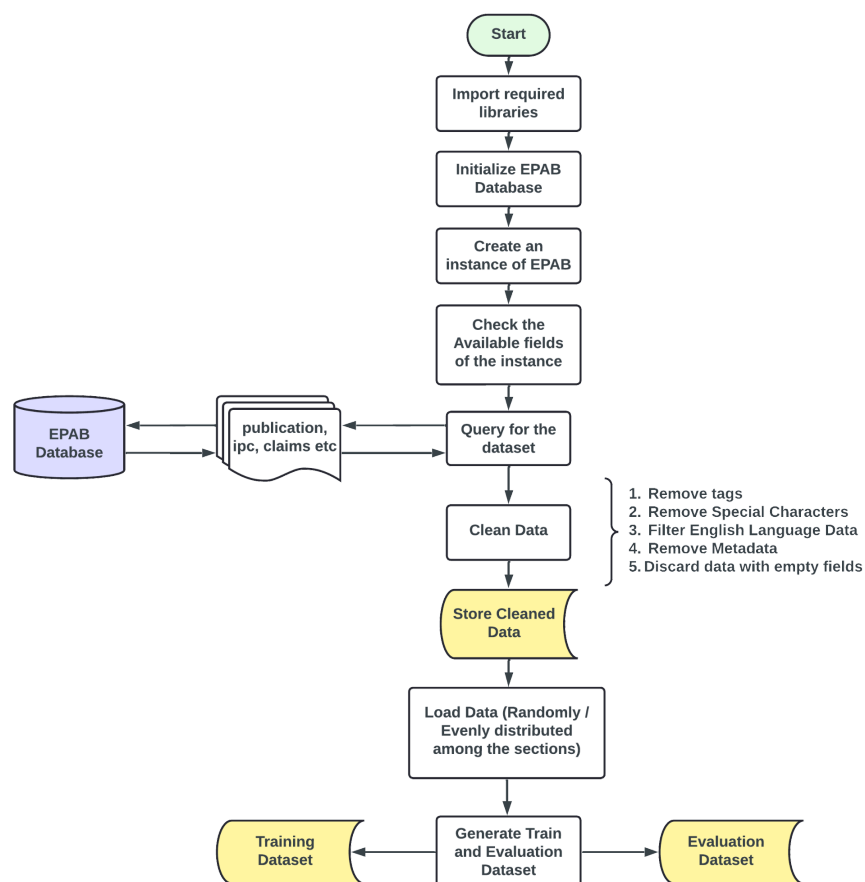 Start
Import required
libraries
Initialize EPAB
Database
Create an
instance of EPAB
Check the
Available fields
of the instance
EPAB
Database
publication,
ipc, claims etc
Query for the
dataset
Clean Data
1. Remove tags
2. Remove Special Characters
3. Filter English Language Data
4. Remove Metadata
5. Discard data with empty fields
Store Cleaned
Data
Load Data (Randomly /
Evenly distributed
among the sections)
Training
Dataset
Generate Train
and Evaluation
Dataset
Evaluation
Dataset